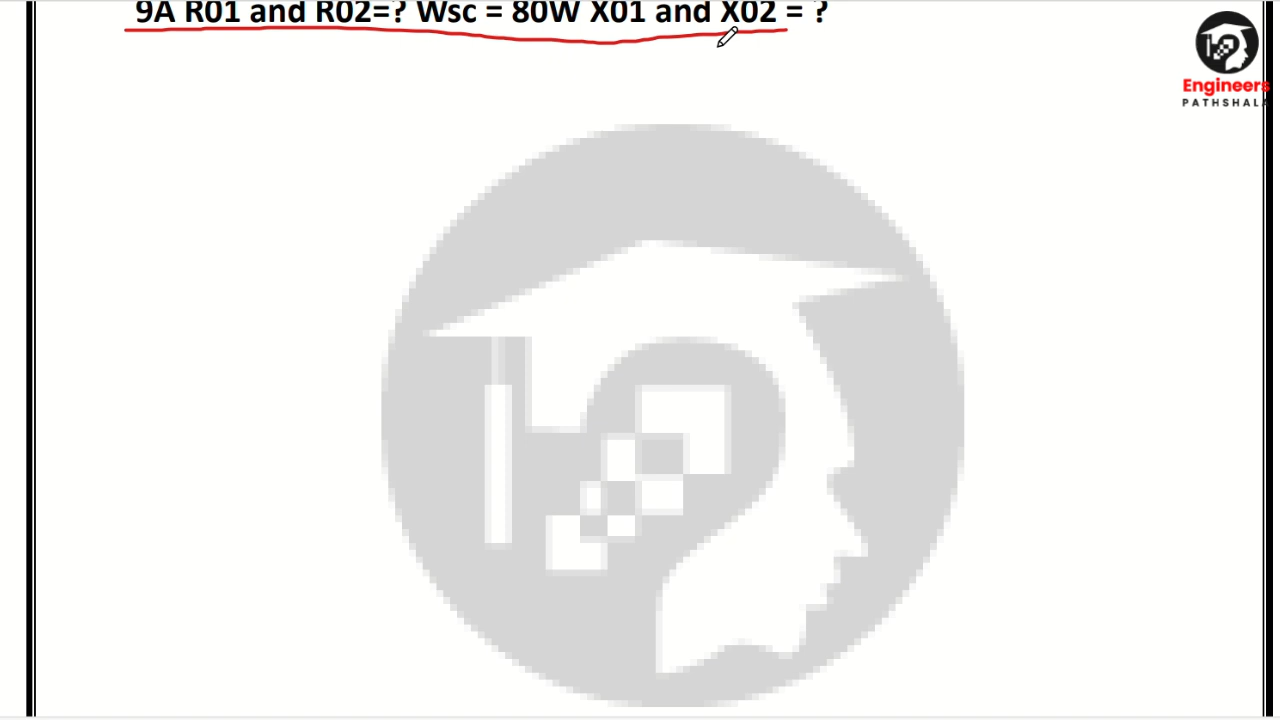 9A R01 and R02=? Wsc = 80W X01 and X02 = ?
Engineers
PATHSHALA